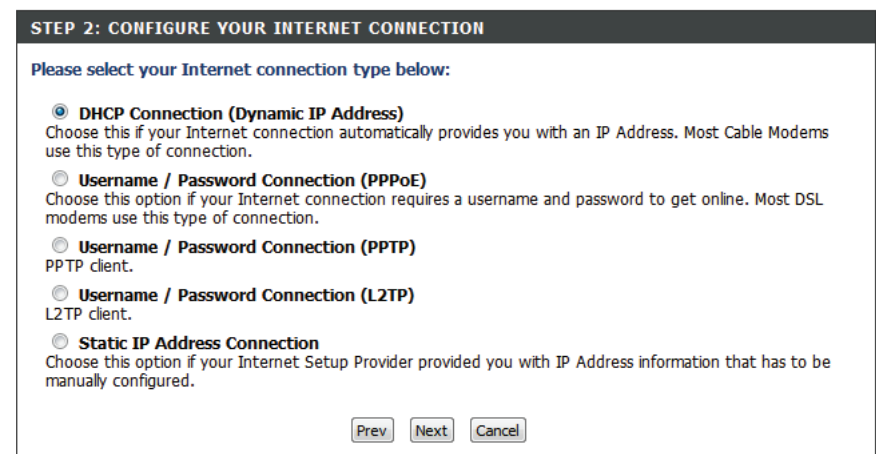 STEP 2: CONFIGURE YOUR INTERNET CONNECTION
Please select your Internet connection type below:
DHCP Connection (Dynamic IP Address)
Choose this if your Internet connection automatically provides you with an IP Address. Most Cable Modems
use this type of connection.
Username / Password Connection (PPPoE)
Choose this option if your Internet connection requires a username and password to get online. Most DSL
modems use this type of connection.
Username / Password Connection (PPTP)
PPTP client.
Username / Password Connection (L2TP)
L2TP client.
Static IP Address Connection
Choose this option if your Internet Setup Provider provided you with IP Address information that has to be
manually configured.
Prev Next Cancel